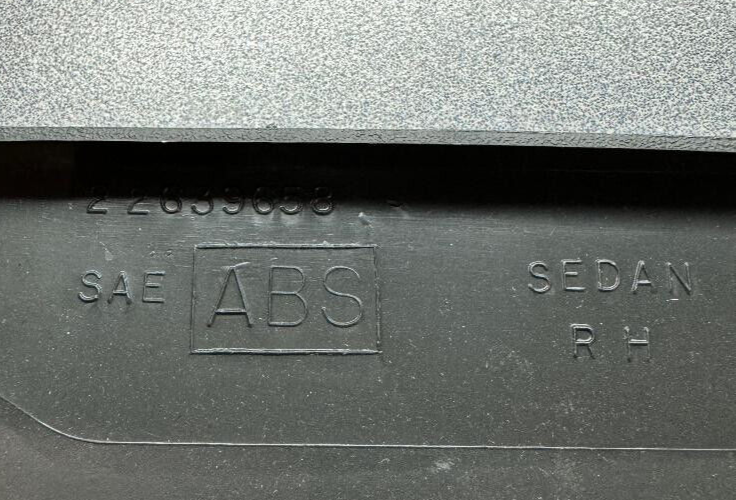 22639658
SAE ABS SEDAN
RH